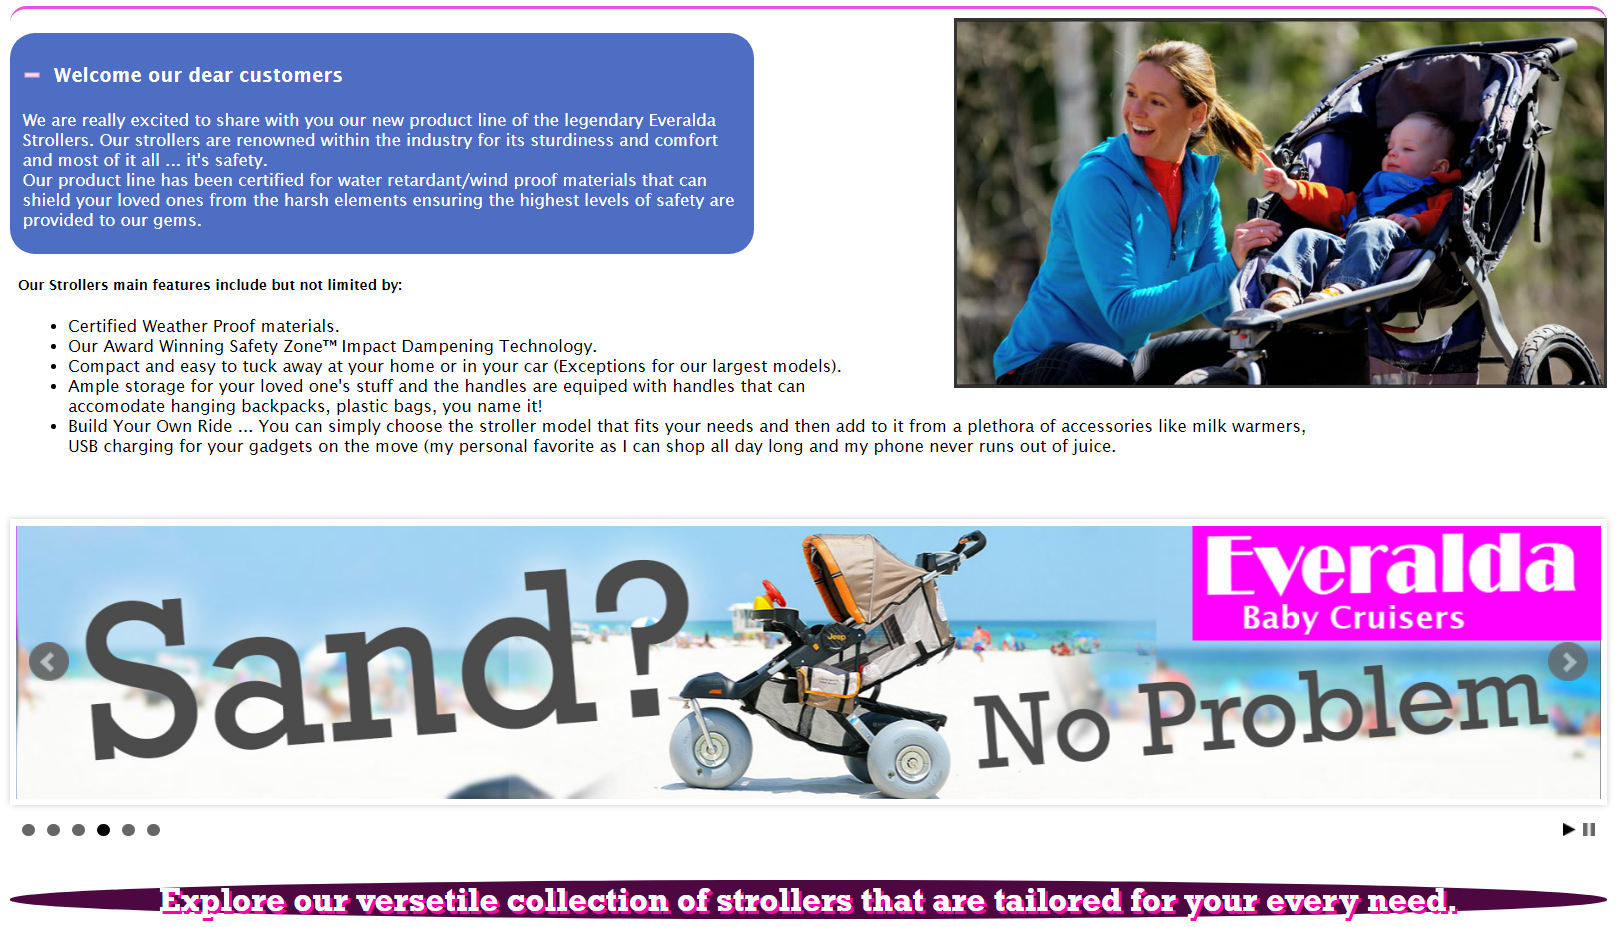 Welcome our dear customers
We are really excited to share with you our new product line of the legendary Everalda
Strollers. Our strollers are renowned within the industry for its sturdiness and comfort
and most of it all ... it's safety.
Our product line has been certified for water retardant/wind proof materials that can
shield your loved ones from the harsh elements ensuring the highest levels of safety are
provided to our gems.
Our Strollers main features include but not limited by:
Certified Weather Proof materials.
Our Award Winning Safety Zone™ Impact Dampening Technology.
Compact and easy to tuck away at your home or in your car (Exceptions for our largest models).
Ample storage for your loved one's stuff and the handles are equiped with handles that can
accomodate hanging backpacks, plastic bags, you name it!
Build Your Own Ride ... You can simply choose the stroller model that fits your needs and then add to it from a plethora of accessories like milk warmers,
USB charging for your gadgets on the move (my personal favorite as I can shop all day long and my phone never runs out of juice.
Sand?
Jeep
Everalda
Baby Cruisers
No Problem
Explore our versetile collection of strollers that are tailored for your every need.